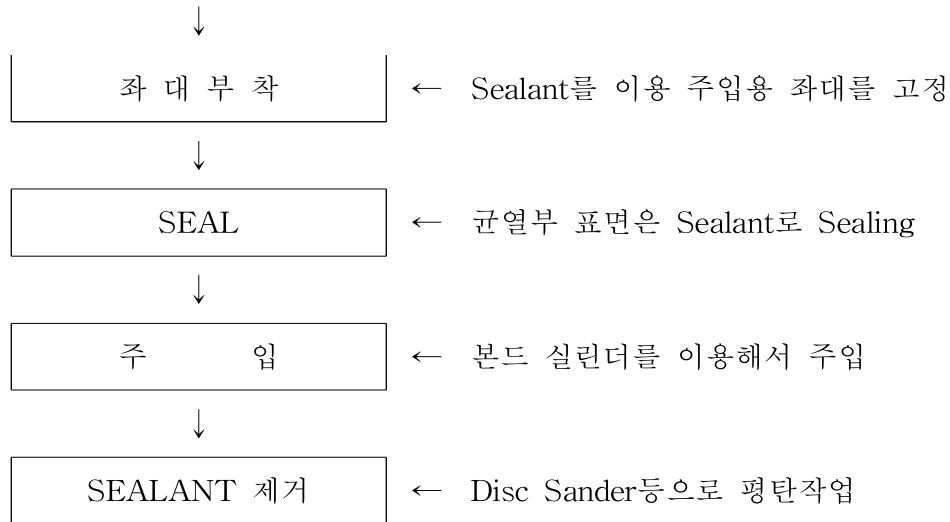 ↓
좌 대 부 착 ← Sealant를 이용 주입용 좌대를 고정
↓
SEAL ← 균열부 표면은 Sealant로 Sealing
↓
주 입 ← 본드 실린더를 이용해서 주입
↓
SEALANT 제거 ← Disc Sander등으로 평탄작업